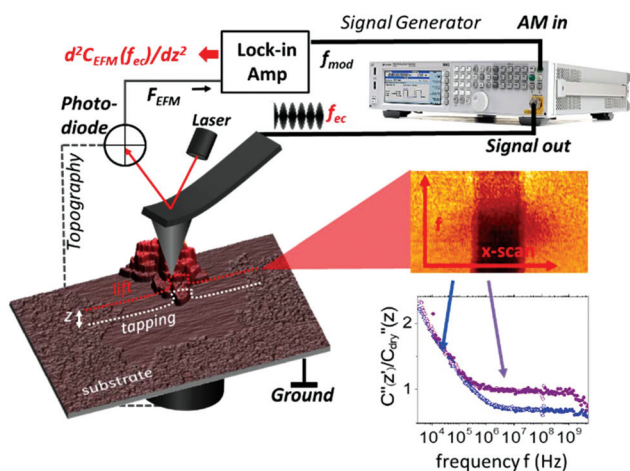 Signal Generator
AM in
d²C_EFM(f_ec)/dz²
Lock-in
Amp
f_mod
F_EFM
Photo-
diode
Laser
f_ec
Signal out
Topography
f
x-scan
lift
z
tapping
substrate
Ground
C''(z')/C_dry''(z)
2
1
10⁴ 10⁵ 10⁶ 10⁷ 10⁸ 10⁹
frequency f (Hz)